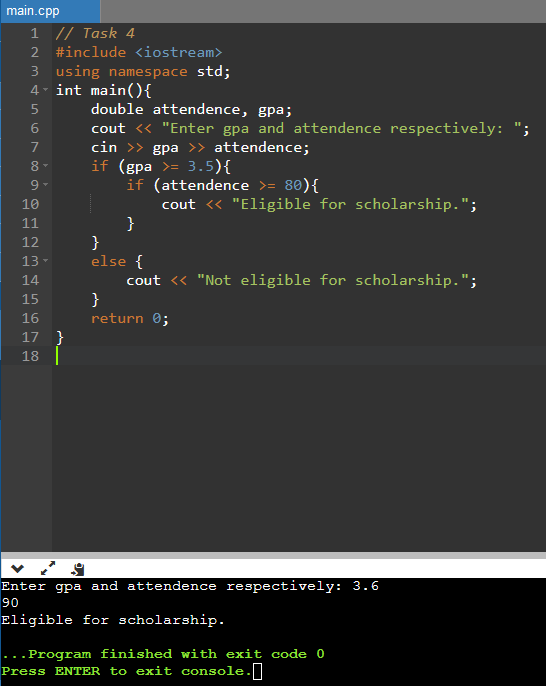 main.cpp
1 // Task 4
2 #include <iostream>
3 using namespace std;
4 int main(){
5     double attendence, gpa;
6     cout << "Enter gpa and attendence respectively: ";
7     cin >> gpa >> attendence;
8     if (gpa >= 3.5){
9         if (attendence >= 80){
10             cout << "Eligible for scholarship.";
11         }
12     }
13     else {
14         cout << "Not eligible for scholarship.";
15     }
16     return 0;
17 }
18
Enter gpa and attendence respectively: 3.6
90
Eligible for scholarship.
...Program finished with exit code 0
Press ENTER to exit console.